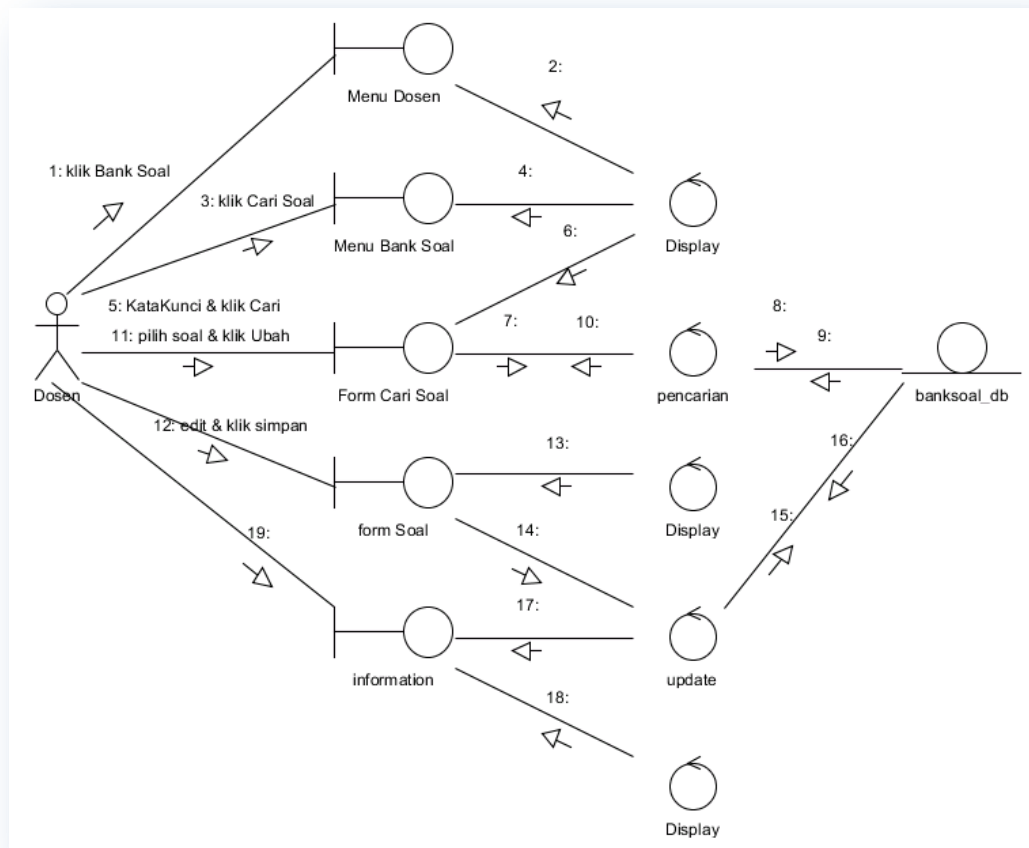 2:
Menu Dosen
1: klik Bank Soal
4:
3: klik Cari Soal
6:
Menu Bank Soal
Display
5: KataKunci & klik Cari
8:
11: pilih soal & klik Ubah
7:
10:
9:
Dosen
Form Cari Soal
pencarian
banksoal_db
12: edit & klik simpan
13:
16:
15:
19:
form Soal
14:
Display
17:
information
update
18:
Display